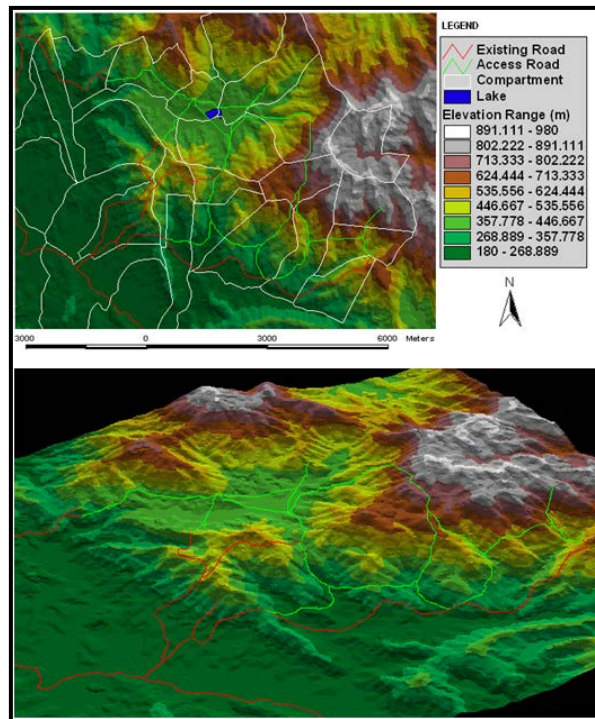 LEGEND
Existing Road
Access Road
Compartment
Lake
Elevation Range (m)
891.111 - 980
802.222 - 891.111
713.333 - 802.222
624.444 - 713.333
535.556 - 624.444
446.667 - 535.556
357.778 - 446.667
268.889 - 357.778
180 - 268.889
N
3000 0 3000 6000 Meters